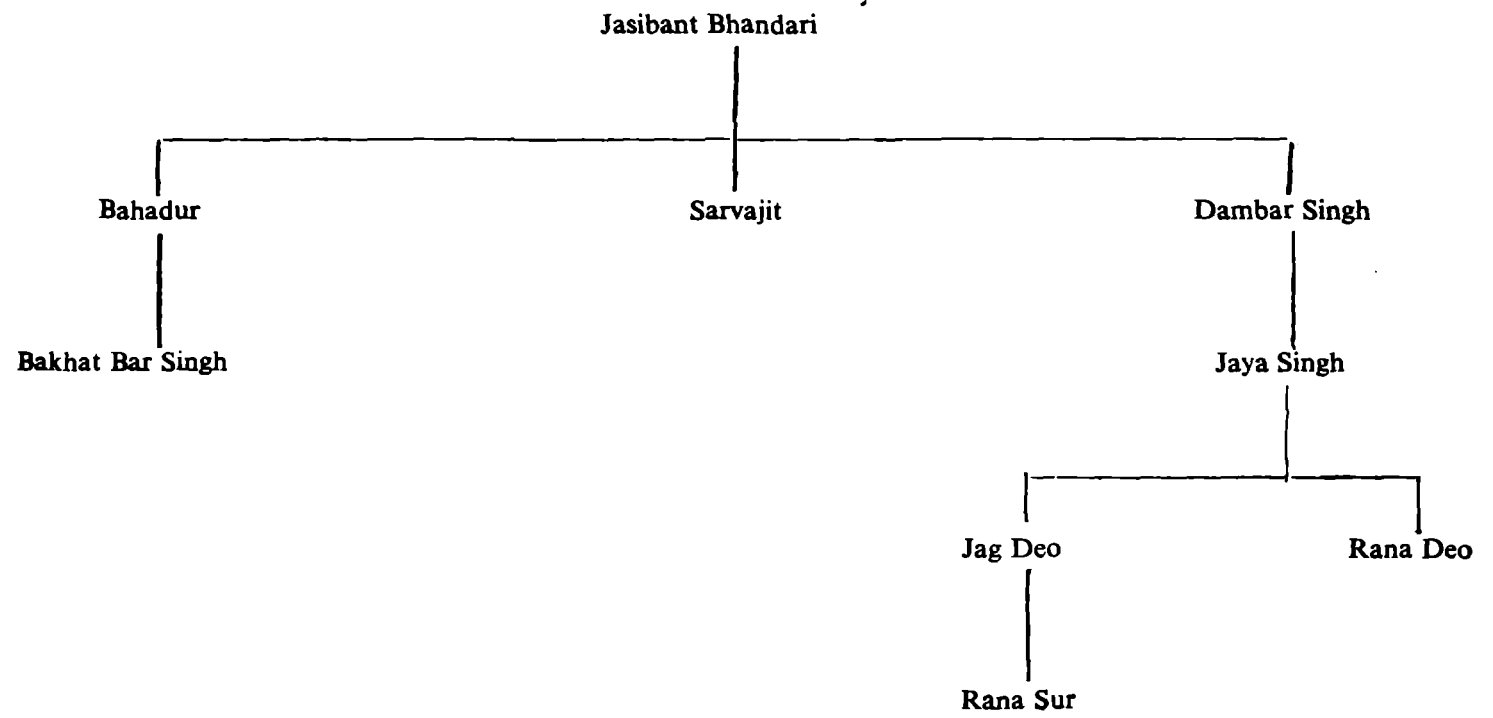 Jasibant Bhandari
Bahadur Sarvajit Dambar Singh
Bakhat Bar Singh Jaya Singh
Jag Deo Rana Deo
Rana Sur